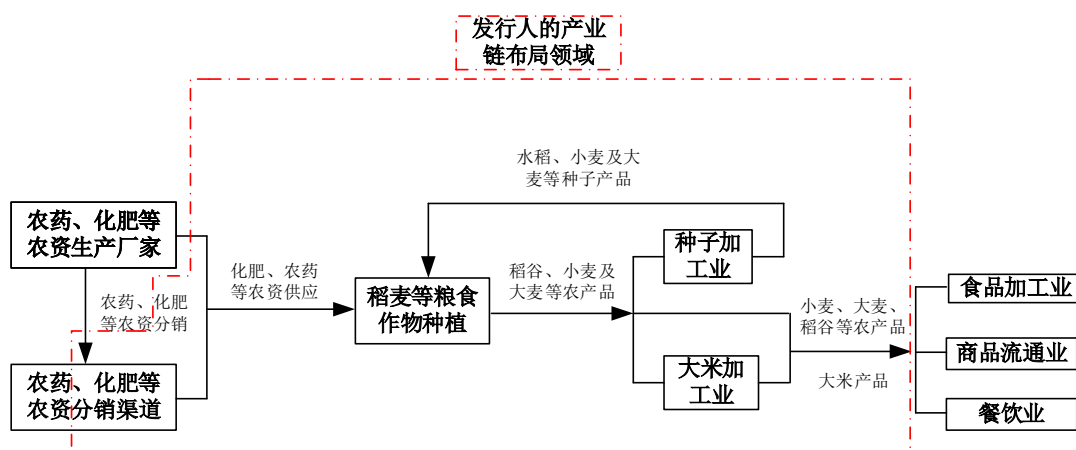 发行人的产业
链布局领域
水稻、小麦及大
麦等种子产品
农药、化肥等
农资生产厂家
种子加
工业
化肥、农药
等农资供应
稻谷、小麦及
大麦等农产品
农药、化肥
等农资分销
稻麦等粮食
作物种植
食品加工业
小麦、大麦、
稻谷等农产品
商品流通业
农药、化肥等
农资分销渠道
大米加
工业
大米产品
餐饮业